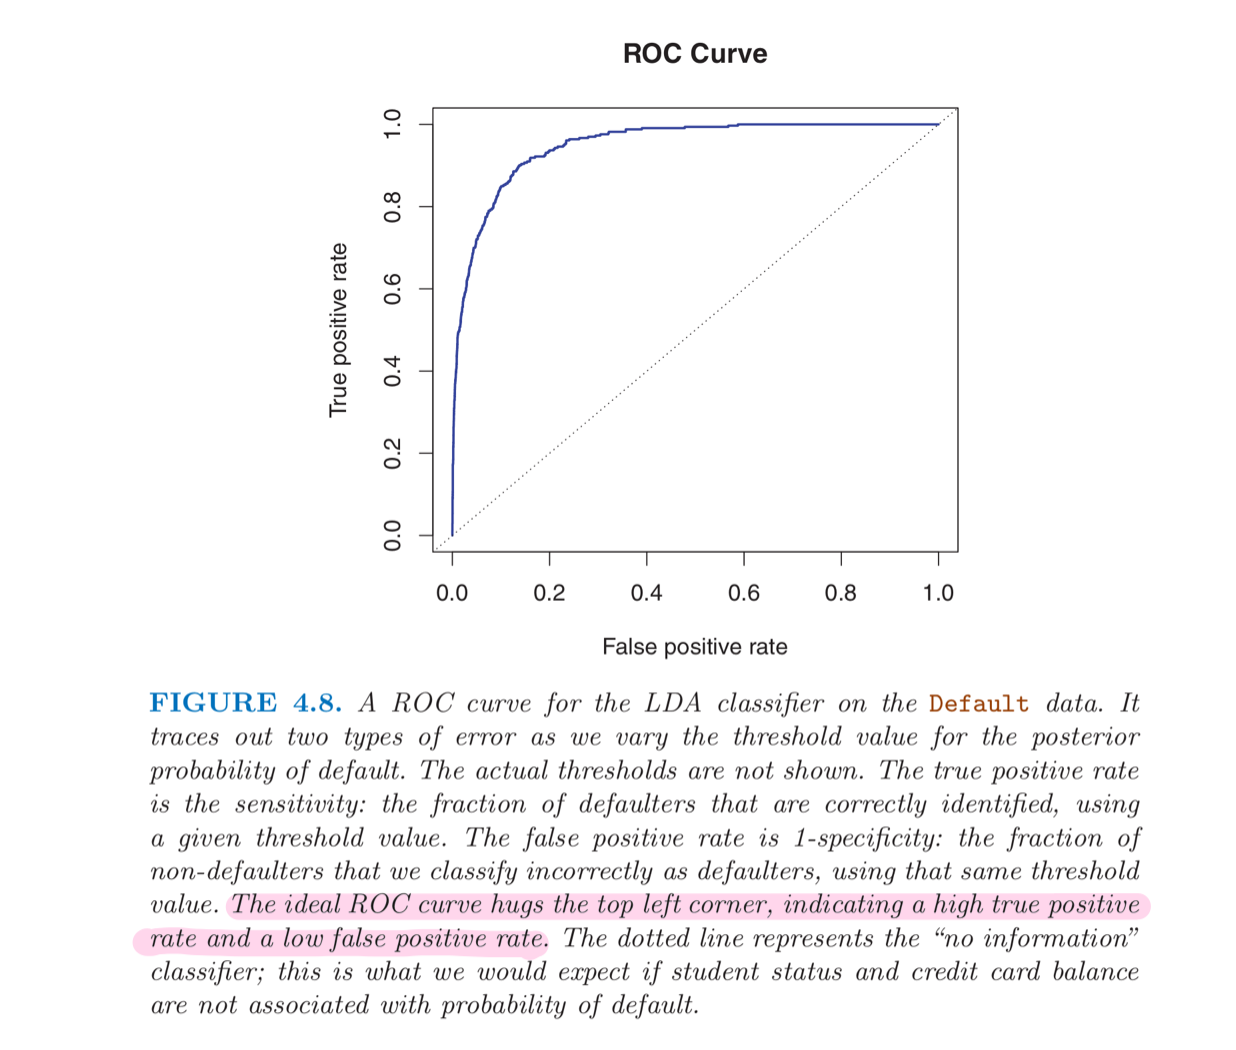 ROC Curve
True positive rate
1.0
0.8
0.6
0.4
0.2
0.0
0.0 0.2 0.4 0.6 0.8 1.0
False positive rate
FIGURE 4.8. A ROC curve for the LDA classifier on the Default data. It
traces out two types of error as we vary the threshold value for the posterior
probability of default. The actual thresholds are not shown. The true positive rate
is the sensitivity: the fraction of defaulters that are correctly identified, using
a given threshold value. The false positive rate is 1-specificity: the fraction of
non-defaulters that we classify incorrectly as defaulters, using that same threshold
value. The ideal ROC curve hugs the top left corner, indicating a high true positive
rate and a low false positive rate. The dotted line represents the “no information”
classifier; this is what we would expect if student status and credit card balance
are not associated with probability of default.